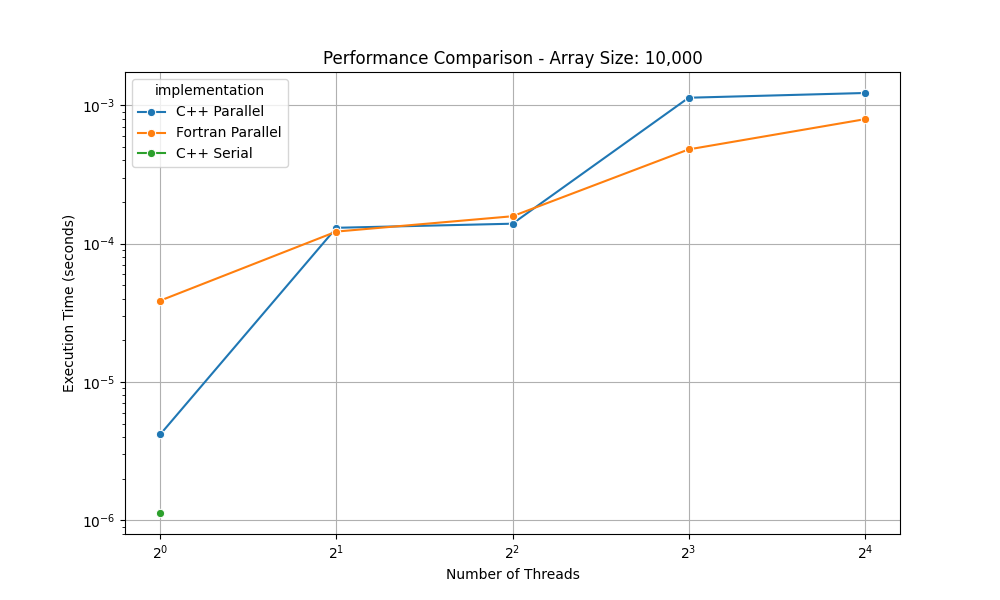 Performance Comparison - Array Size: 10,000
implementation
C++ Parallel
Fortran Parallel
C++ Serial
Execution Time (seconds)
10⁻³
10⁻⁴
10⁻⁵
10⁻⁶
2⁰ 2¹ 2² 2³ 2⁴
Number of Threads